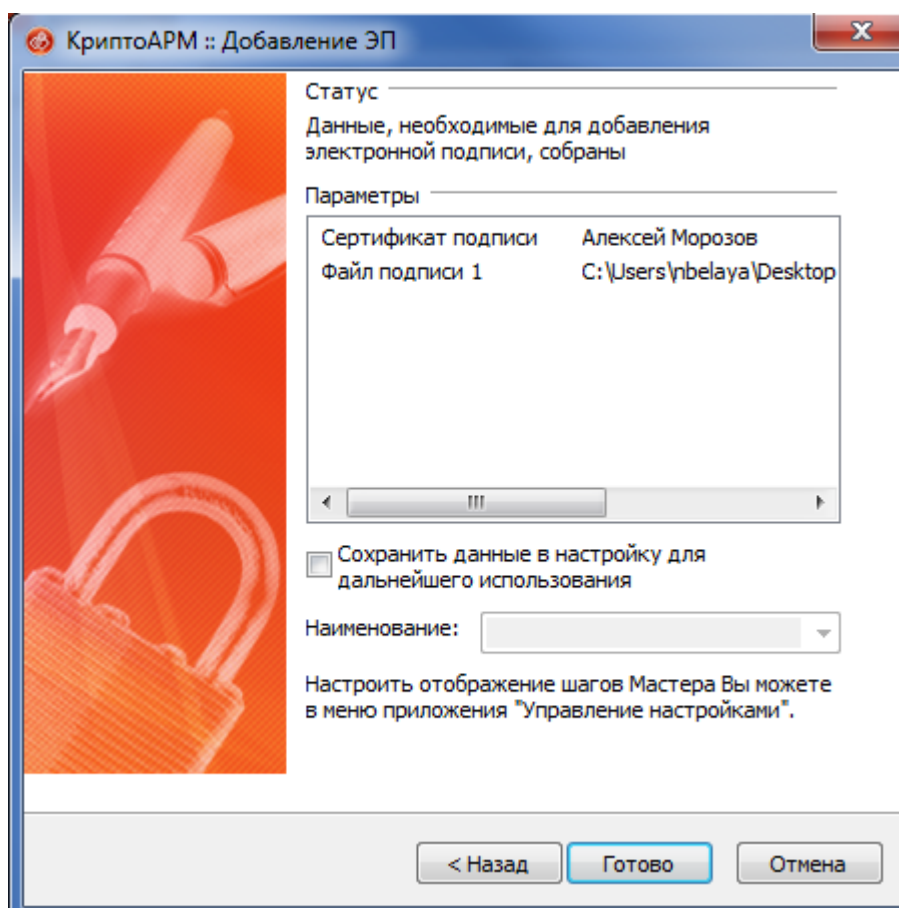 КриптоАРМ :: Добавление ЭП
Статус
Данные, необходимые для добавления
электронной подписи, собраны
Параметры
Сертификат подписи Алексей Морозов
Файл подписи 1 C:\Users\nbelaya\Desktop
Сохранить данные в настройку для
дальнейшего использования
Наименование:
Настроить отображение шагов Мастера Вы можете
в меню приложения "Управление настройками".
< Назад Готово Отмена